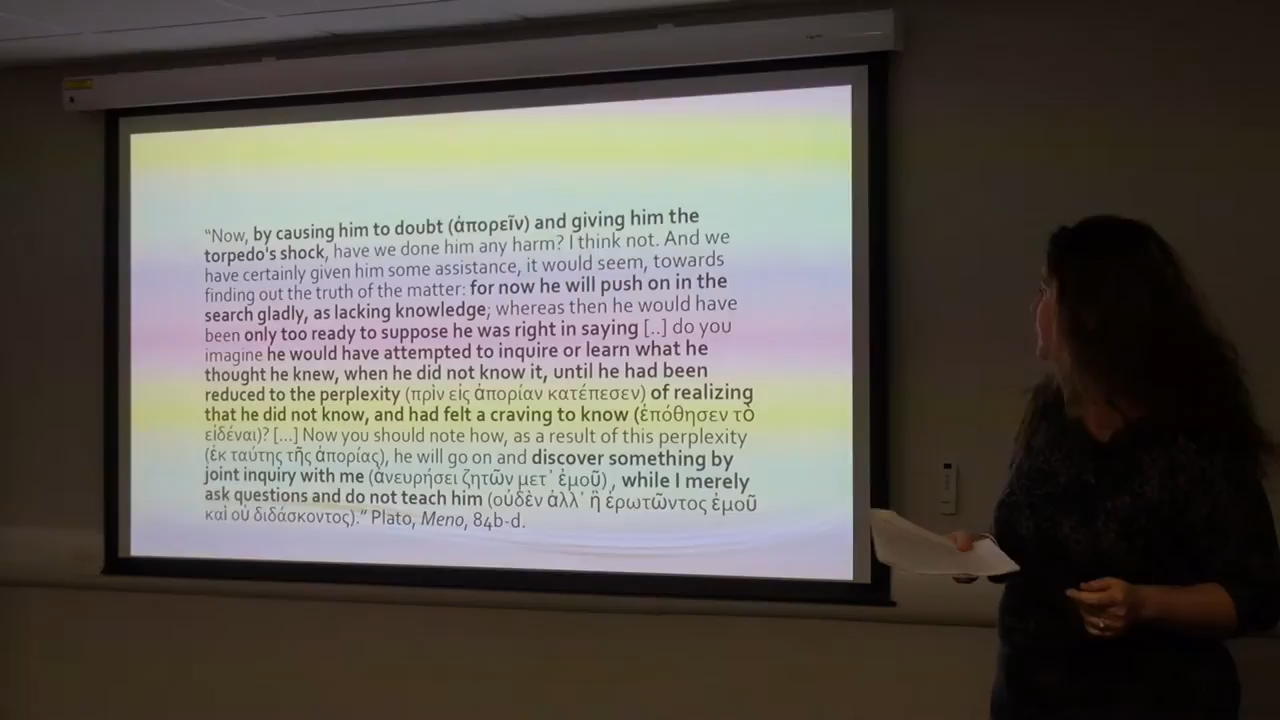 “Now, by causing him to doubt (ἀπορεῖν) and giving him the
torpedo's shock, have we done him any harm? I think not. And we
have certainly given him some assistance, it would seem, towards
finding out the truth of the matter: for now he will push on in the
search gladly, as lacking knowledge; whereas then he would have
been only too ready to suppose he was right in saying [..] do you
imagine he would have attempted to inquire or learn what he
thought he knew, when he did not know it, until he had been
reduced to the perplexity (πρὶν εἰς ἀπορίαν κατέπεσεν) of realizing
that he did not know, and had felt a craving to know (ἐπόθησεν τὸ
εἰδέναι)? [...] Now you should note how, as a result of this perplexity
(ἐκ ταύτης τῆς ἀπορίας), he will go on and discover something by
joint inquiry with me (ἀνευρήσει ζητῶν μετ᾽ ἐμοῦ), while I merely
ask questions and do not teach him (οὐδὲν ἀλλ᾽ ἢ ἐρωτῶντος ἐμοῦ
καὶ οὐ διδάσκοντος).” Plato, Meno, 84b-d.